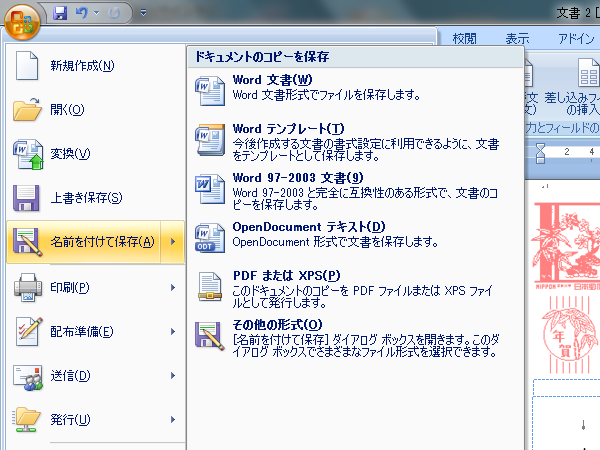 文書 2 [
校閲 表示 アドイン
ドキュメントのコピーを保存
新規作成(N)
開く(O)
変換(V)
上書き保存(S)
名前を付けて保存(A)
印刷(P)
配布準備(E)
送信(D)
発行(U)
Word 文書(W)
Word 文書形式でファイルを保存します。
Word テンプレート(T)
今後作成する文書の書式設定に利用できるように、文書
をテンプレートとして保存します。
Word 97-2003 文書(9)
Word 97-2003 と完全に互換性のある形式で、文書のコ
ピーを保存します。
OpenDocument テキスト(D)
OpenDocument 形式で文書を保存します。
PDF または XPS(P)
このドキュメントのコピーを PDF ファイルまたは XPS ファイ
ルとして発行します。
その他の形式(O)
[名前を付けて保存] ダイアログ ボックスを開きます。このダ
イアログ ボックスでさまざまなファイル形式を選択できます。
差し込みフィ
の挿入
力とフィールドの
2 4
NIPPON
年
賀